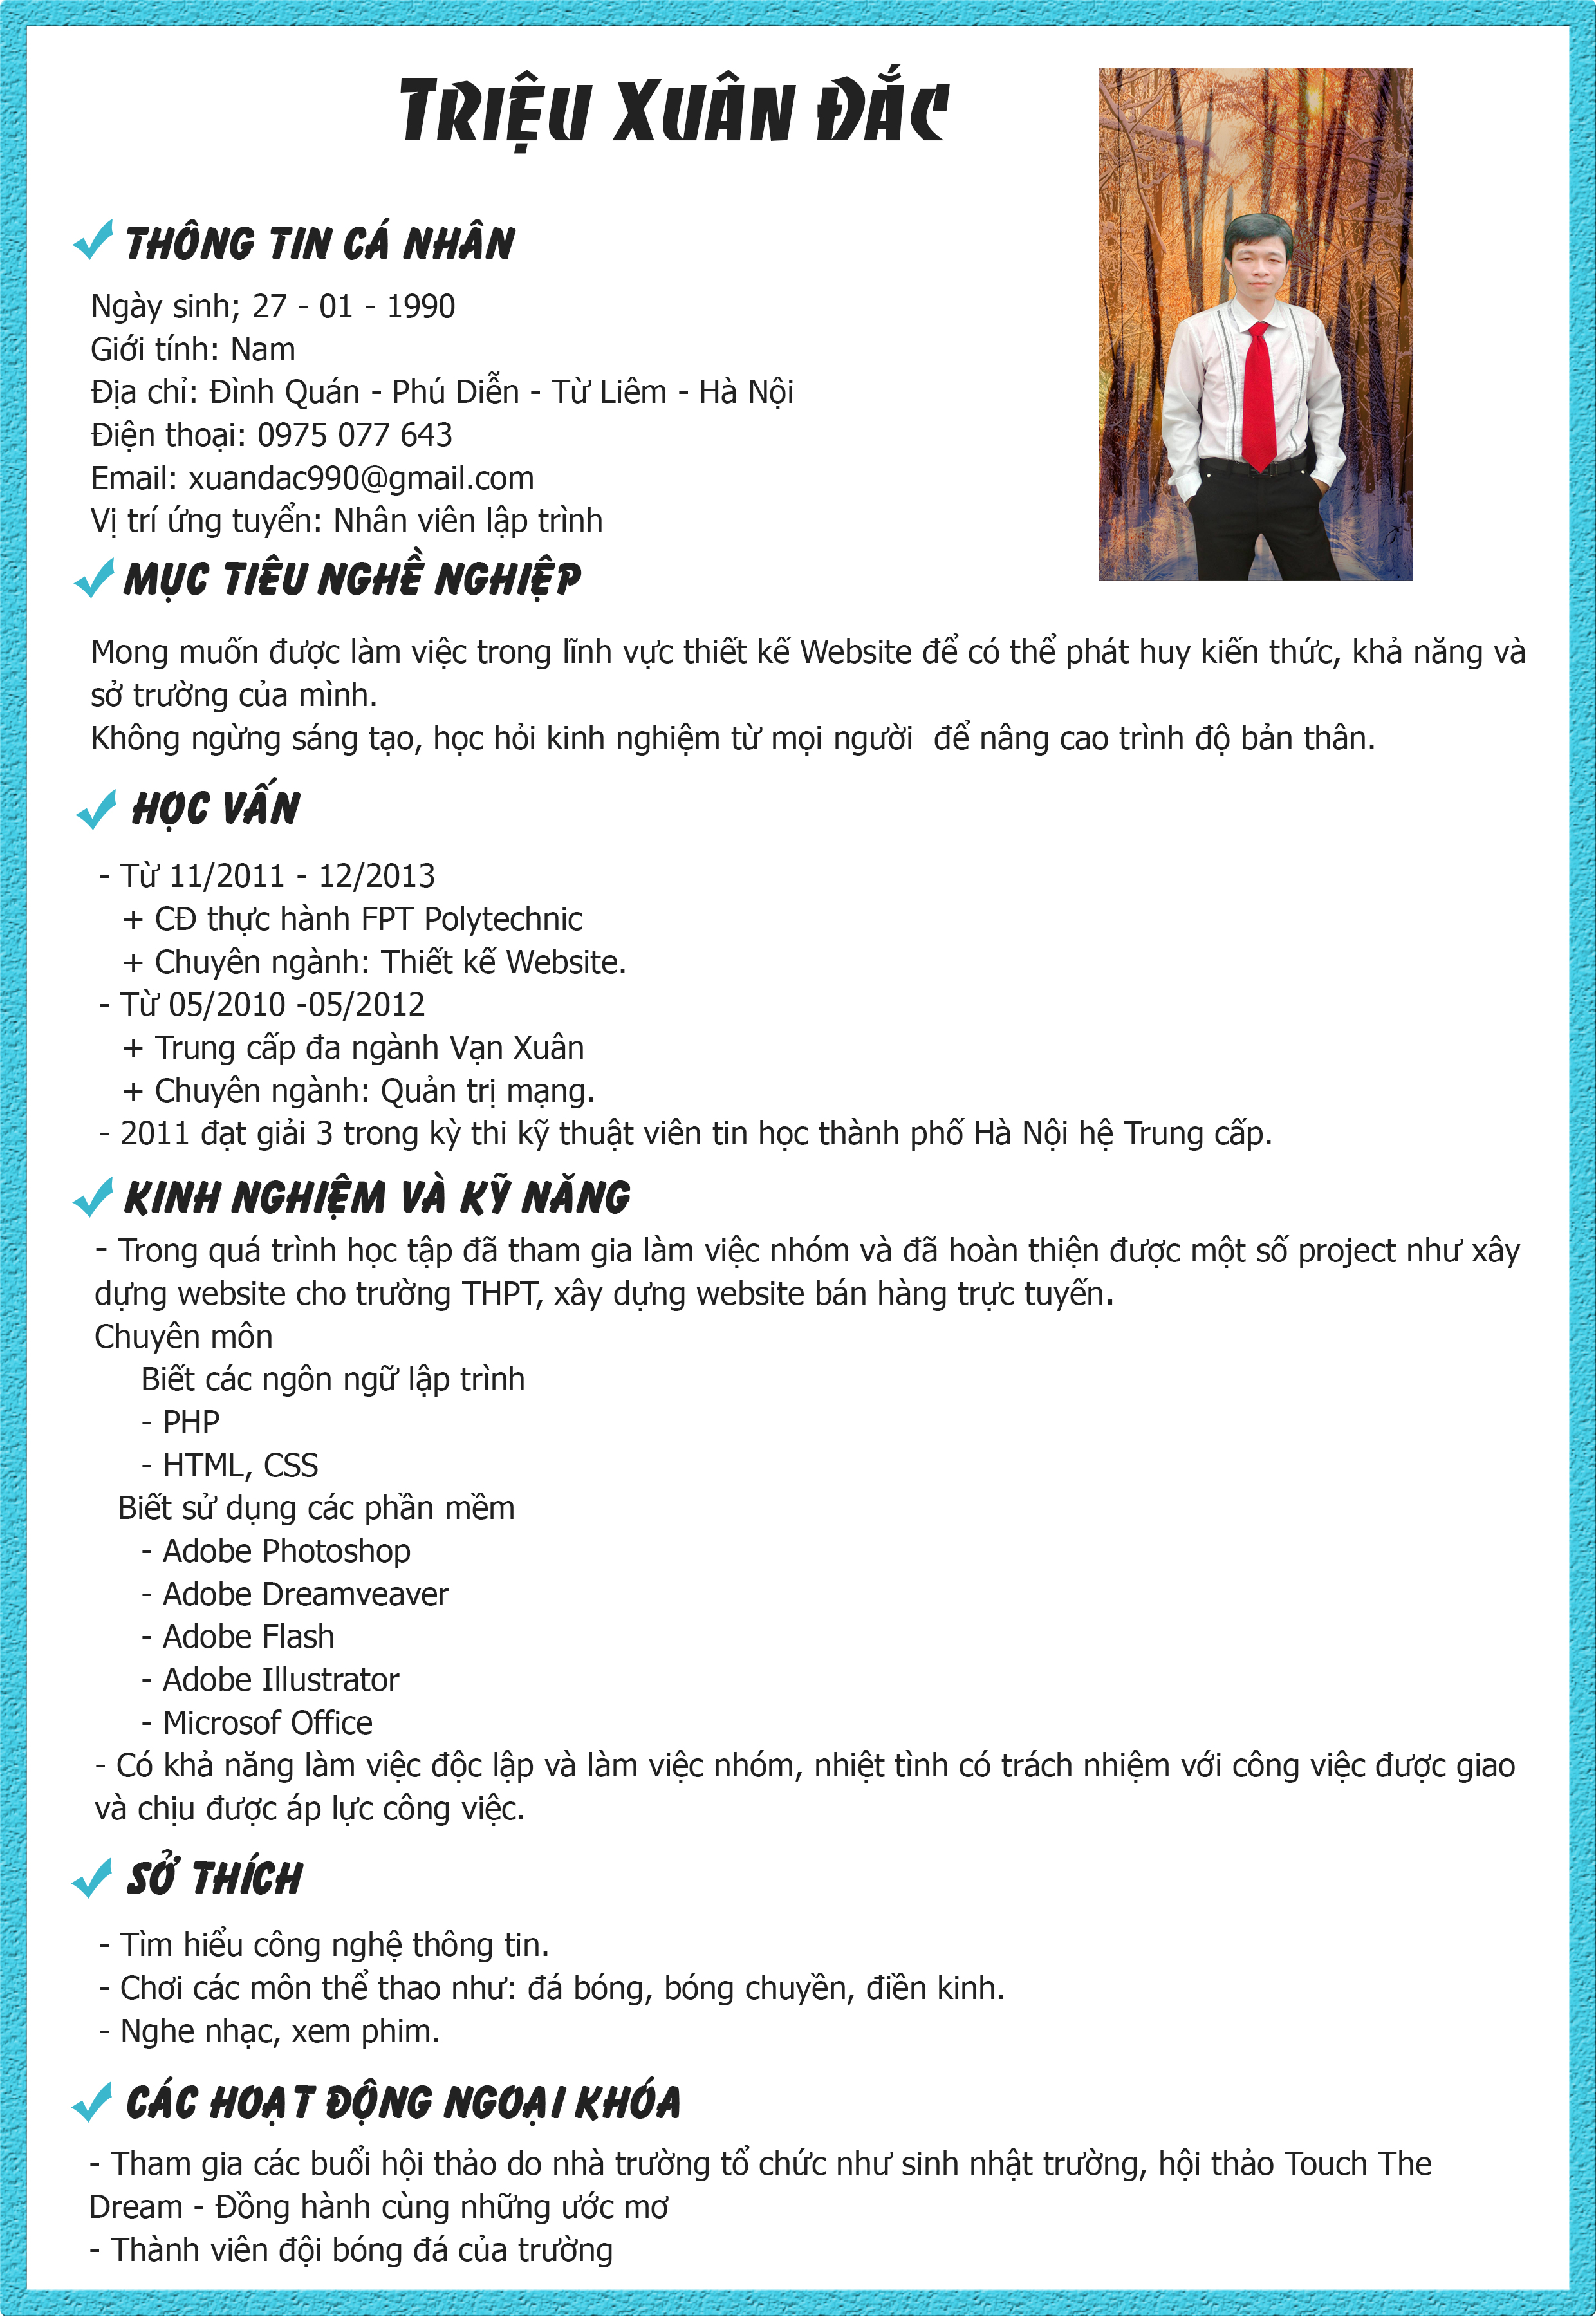 Triệu Xuân Đắc
THÔNG TIN CÁ NHÂN
Ngày sinh; 27 - 01 - 1990
Giới tính: Nam
Địa chỉ: Đình Quán - Phú Diễn - Từ Liêm - Hà Nội
Điện thoại: 0975 077 643
Email: xuandac990@gmail.com
Vị trí ứng tuyển: Nhân viên lập trình
MỤC TIÊU NGHỀ NGHIỆP
Mong muốn được làm việc trong lĩnh vực thiết kế Website để có thể phát huy kiến thức, khả năng và
sở trường của mình.
Không ngừng sáng tạo, học hỏi kinh nghiệm từ mọi người  để nâng cao trình độ bản thân.
HỌC VẤN
- Từ 11/2011 - 12/2013
+ CĐ thực hành FPT Polytechnic
+ Chuyên ngành: Thiết kế Website.
- Từ 05/2010 -05/2012
+ Trung cấp đa ngành Vạn Xuân
+ Chuyên ngành: Quản trị mạng.
- 2011 đạt giải 3 trong kỳ thi kỹ thuật viên tin học thành phố Hà Nội hệ Trung cấp.
KINH NGHIỆM VÀ KỸ NĂNG
- Trong quá trình học tập đã tham gia làm việc nhóm và đã hoàn thiện được một số project như xây
dựng website cho trường THPT, xây dựng website bán hàng trực tuyến.
Chuyên môn
Biết các ngôn ngữ lập trình
- PHP
- HTML, CSS
Biết sử dụng các phần mềm
- Adobe Photoshop
- Adobe Dreamveaver
- Adobe Flash
- Adobe Illustrator
- Microsof Office
- Có khả năng làm việc độc lập và làm việc nhóm, nhiệt tình có trách nhiệm với công việc được giao
và chịu được áp lực công việc.
SỞ THÍCH
- Tìm hiểu công nghệ thông tin.
- Chơi các môn thể thao như: đá bóng, bóng chuyền, điền kinh.
- Nghe nhạc, xem phim.
CÁC HOẠT ĐỘNG NGOẠI KHÓA
- Tham gia các buổi hội thảo do nhà trường tổ chức như sinh nhật trường, hội thảo Touch The
Dream - Đồng hành cùng những ước mơ
- Thành viên đội bóng đá của trường